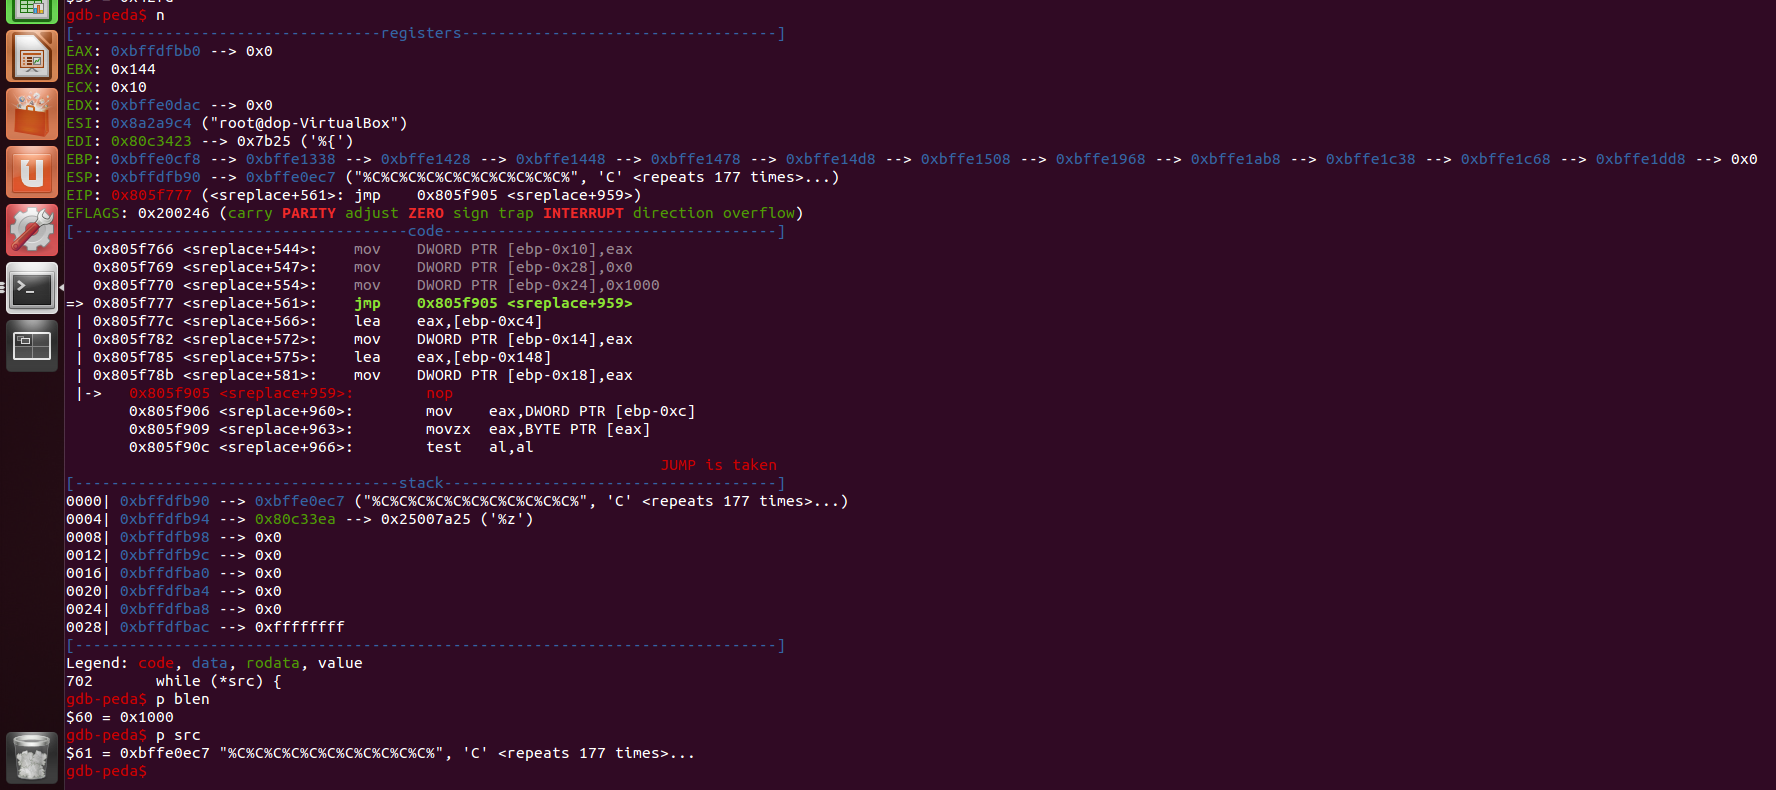 gdb-peda$ n
[----------------------------------registers-----------------------------------]
EAX: 0xbffdfbb0 --> 0x0
EBX: 0x144
ECX: 0x10
EDX: 0xbffe0dac --> 0x0
ESI: 0x8a2a9c4 ("root@dop-VirtualBox")
EDI: 0x80c3423 --> 0x7b25 ('%{')
EBP: 0xbffe0cf8 --> 0xbffe1338 --> 0xbffe1428 --> 0xbffe1448 --> 0xbffe1478 --> 0xbffe14d8 --> 0xbffe1508 --> 0xbffe1968 --> 0xbffe1ab8 --> 0xbffe1c38 --> 0xbffe1c68 --> 0xbffe1dd8 --> 0x0
ESP: 0xbffdfb90 --> 0xbffe0ec7 ("%C%C%C%C%C%C%C%C%C%C%C%", 'C' <repeats 177 times>...)
EIP: 0x805f777 (<sreplace+561>: jmp    0x805f905 <sreplace+959>)
EFLAGS: 0x200246 (carry PARITY adjust ZERO sign trap INTERRUPT direction overflow)
[-------------------------------------code-------------------------------------]
   0x805f766 <sreplace+544>:    mov    DWORD PTR [ebp-0x10],eax
   0x805f769 <sreplace+547>:    mov    DWORD PTR [ebp-0x28],0x0
   0x805f770 <sreplace+554>:    mov    DWORD PTR [ebp-0x24],0x1000
=> 0x805f777 <sreplace+561>:    jmp    0x805f905 <sreplace+959>
 | 0x805f77c <sreplace+566>:    lea    eax,[ebp-0xc4]
 | 0x805f782 <sreplace+572>:    mov    DWORD PTR [ebp-0x14],eax
 | 0x805f785 <sreplace+575>:    lea    eax,[ebp-0x148]
 | 0x805f78b <sreplace+581>:    mov    DWORD PTR [ebp-0x18],eax
 |->   0x805f905 <sreplace+959>:        nop
       0x805f906 <sreplace+960>:        mov    eax,DWORD PTR [ebp-0xc]
       0x805f909 <sreplace+963>:        movzx  eax,BYTE PTR [eax]
       0x805f90c <sreplace+966>:        test   al,al
                                                                  JUMP is taken
[------------------------------------stack-------------------------------------]
0000| 0xbffdfb90 --> 0xbffe0ec7 ("%C%C%C%C%C%C%C%C%C%C%C%", 'C' <repeats 177 times>...)
0004| 0xbffdfb94 --> 0x80c33ea --> 0x25007a25 ('%z')
0008| 0xbffdfb98 --> 0x0
0012| 0xbffdfb9c --> 0x0
0016| 0xbffdfba0 --> 0x0
0020| 0xbffdfba4 --> 0x0
0024| 0xbffdfba8 --> 0x0
0028| 0xbffdfbac --> 0xffffffff
[------------------------------------------------------------------------------]
Legend: code, data, rodata, value
702       while (*src) {
gdb-peda$ p blen
$60 = 0x1000
gdb-peda$ p src
$61 = 0xbffe0ec7 "%C%C%C%C%C%C%C%C%C%C%C%", 'C' <repeats 177 times>...
gdb-peda$